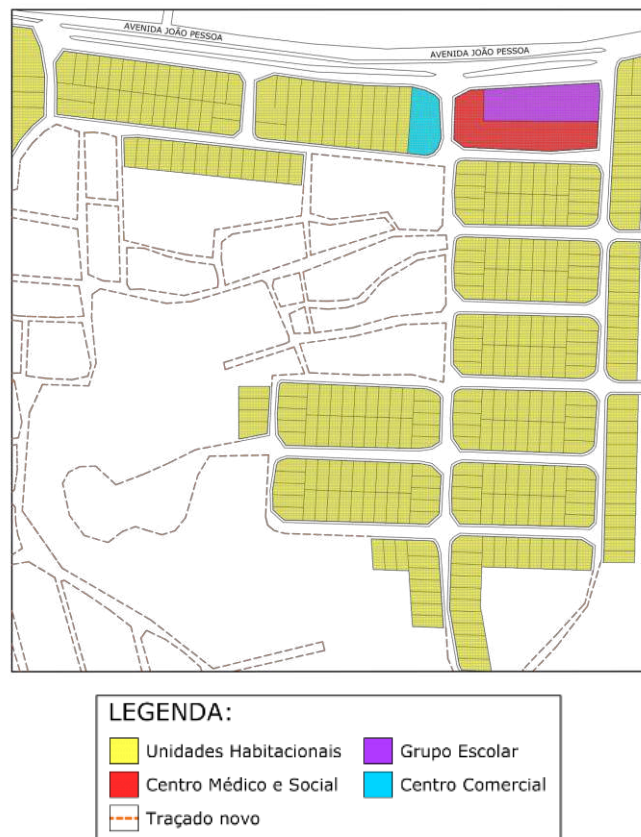 AVENIDA JOÃO PESSOA
AVENIDA JOÃO PESSOA
LEGENDA:
Unidades Habitacionais
Grupo Escolar
Centro Médico e Social
Centro Comercial
Traçado novo